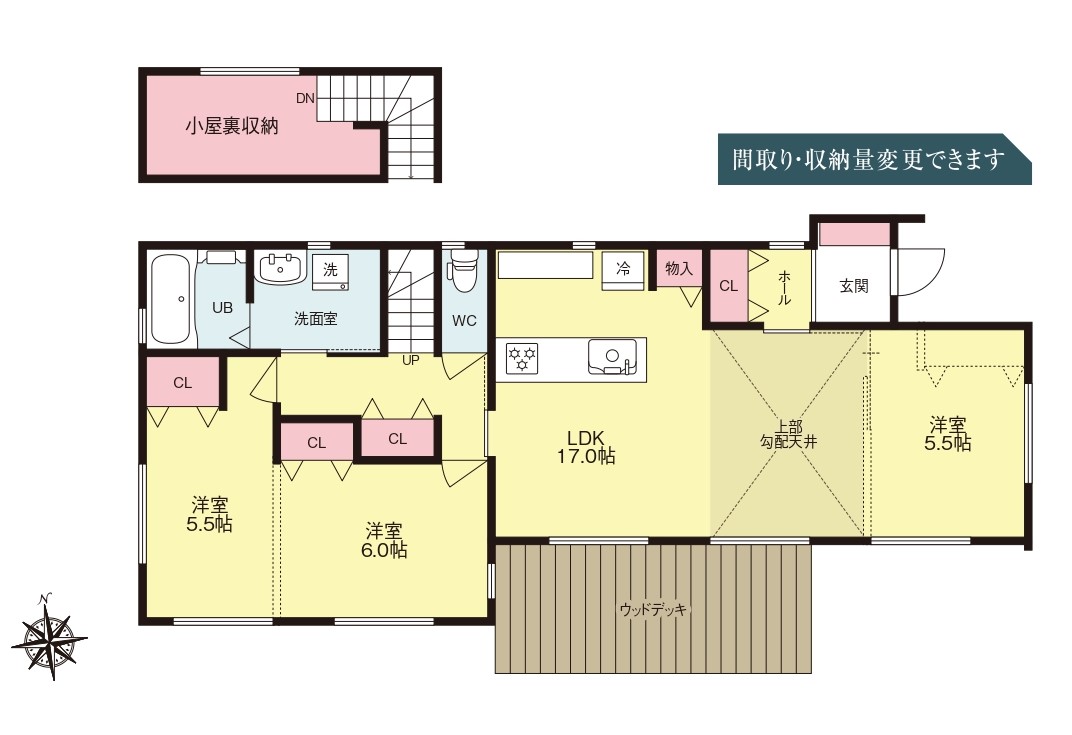 DN
小屋裏収納
間取り・収納量変更できます
UB
洗
洗面室
WC
冷
物入
CL
ホール
玄関
UP
CL
CL
CL
LDK
17.0帖
上部
勾配天井
洋室
5.5帖
洋室
5.5帖
洋室
6.0帖
ウッドデッキ
N